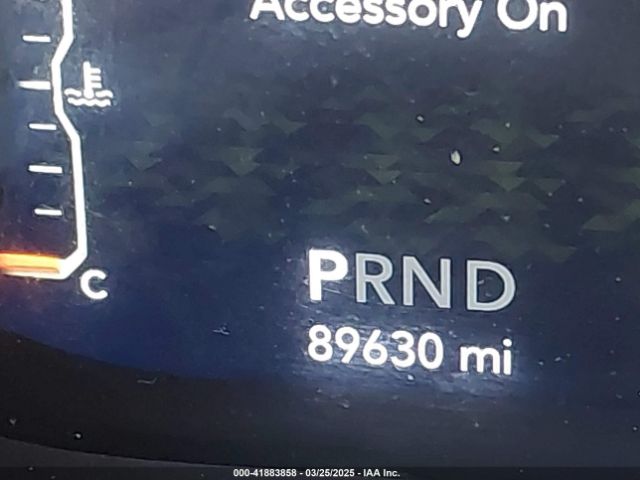 Accessory On
C
PRND
89630 mi
000-41883858 - 03/25/2025 - IAA Inc.